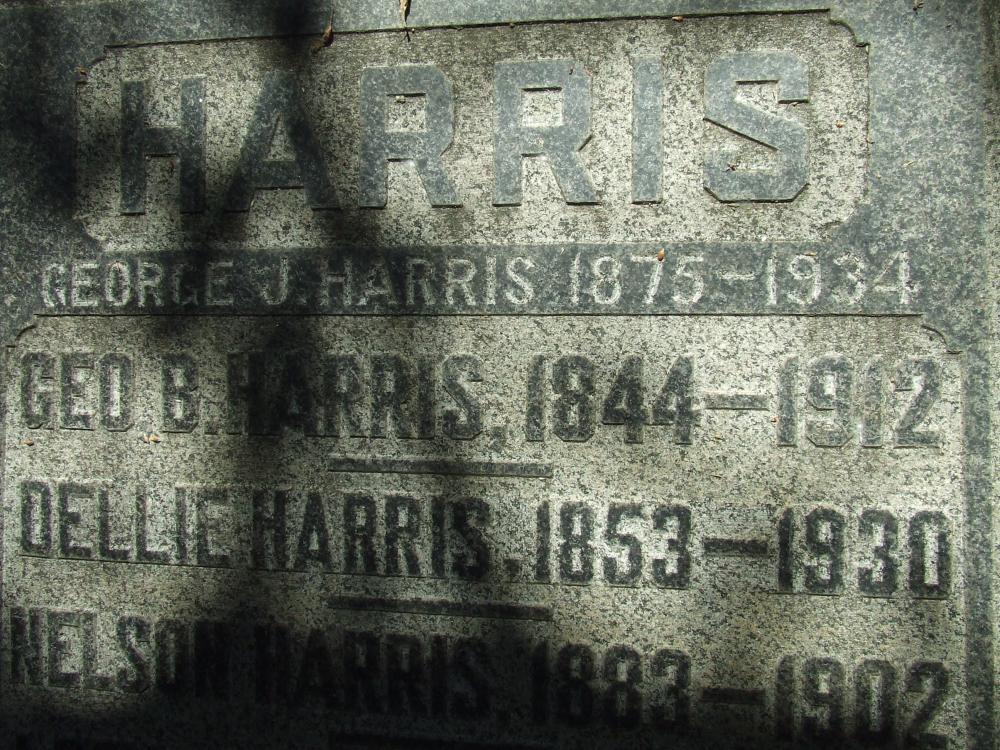 HARRIS
GEORGE J. HARRIS 1875-1934
GEO B. HARRIS, 1844-1912
DELLIE HARRIS, 1853-1930
NELSON HARRIS, 1883-1902